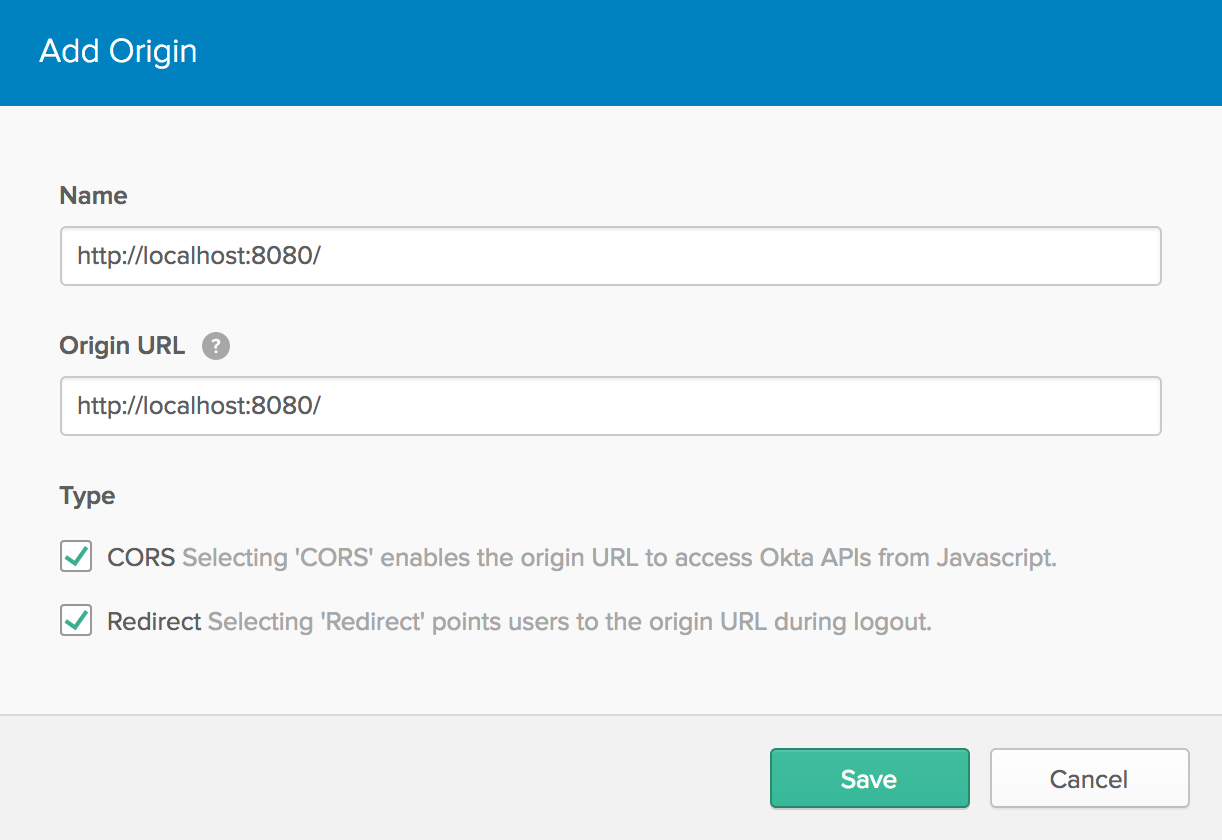 Add Origin
Name
http://localhost:8080/
Origin URL ?
http://localhost:8080/
Type
CORS Selecting 'CORS' enables the origin URL to access Okta APIs from Javascript.
Redirect Selecting 'Redirect' points users to the origin URL during logout.
Save Cancel